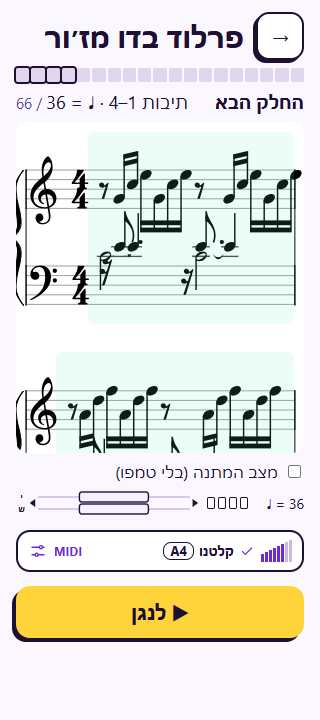 פרלוד בדו מז׳ור
החלק הבא
תיבות 1–4 · ♩ = 36 / 66
מצב המתנה (בלי טמפו)
♩ = 36
י
ש
קלטנו A4
MIDI
לנגן